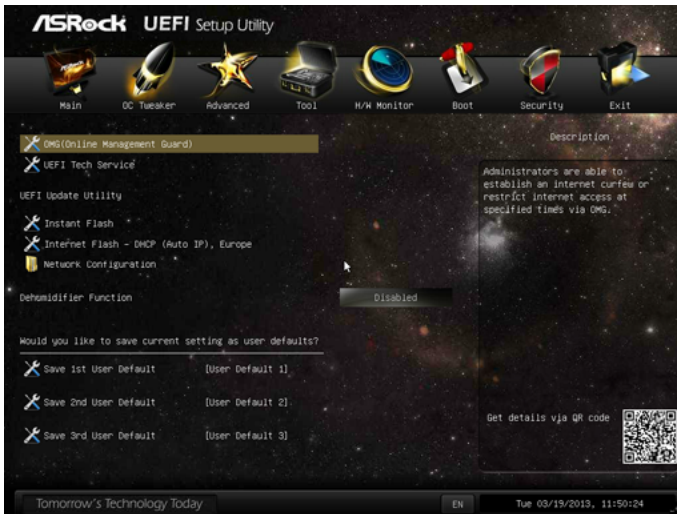 ASRock UEFI Setup Utility
Main OC Tweaker Advanced Tool H/W Monitor Boot Security Exit
OMG(Online Management Guard)
UEFI Tech Service
UEFI Update Utility
Instant Flash
Internet Flash - DHCP (Auto IP), Europe
Network Configuration
Dehumidifier Function Disabled
Would you like to save current setting as user defaults?
Save 1st User Default [User Default 1]
Save 2nd User Default [User Default 2]
Save 3rd User Default [User Default 3]
Description
Administrators are able to
establish an internet curfew or
restrict internet access at
specified times via OMG.
Get details via QR code
Tomorrow's Technology Today EN Tue 03/19/2013, 11:50:24